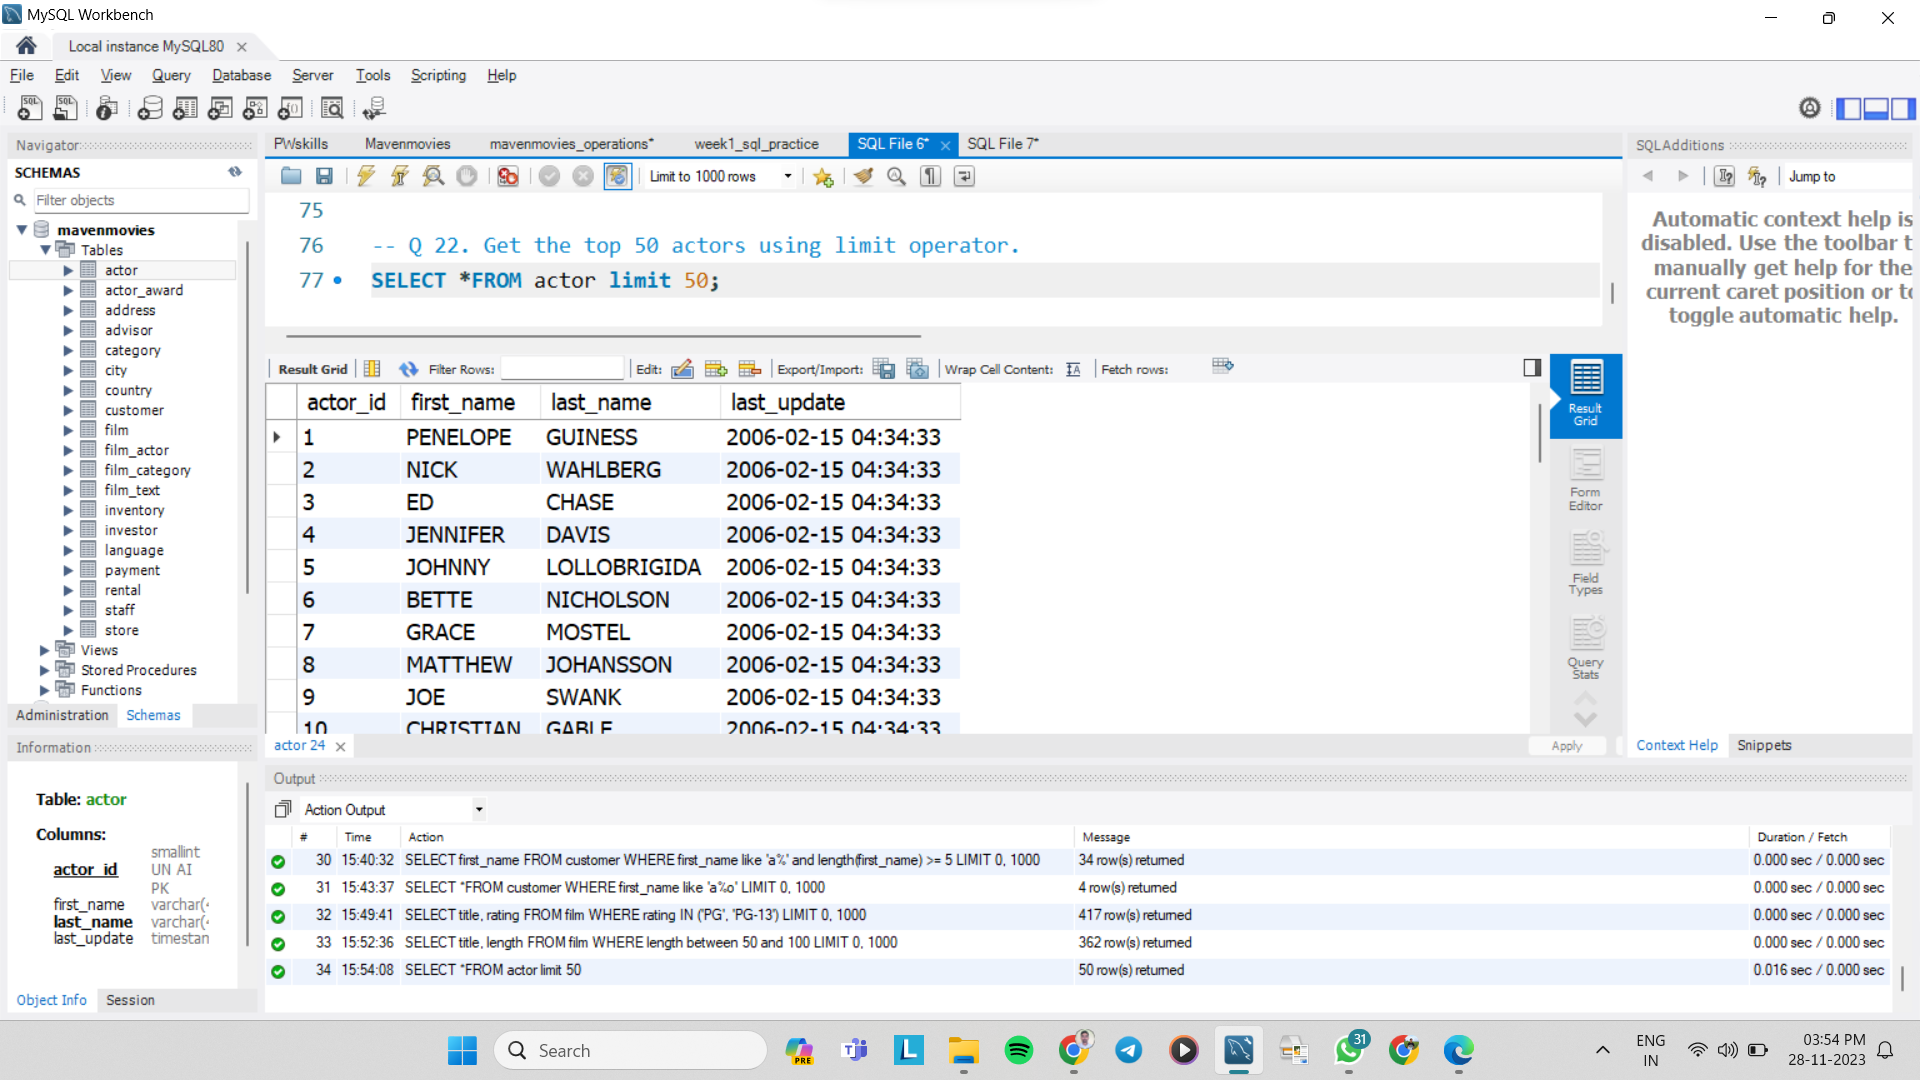 MySQL Workbench
Local instance MySQL80
File Edit View Query Database Server Tools Scripting Help
Navigator
SCHEMAS
Filter objects
mavenmovies
Tables
actor
actor_award
address
advisor
category
city
country
customer
film
film_actor
film_category
film_text
inventory
investor
language
payment
rental
staff
store
Views
Stored Procedures
Functions
Administration Schemas
Information
Table: actor
Columns:
actor_id smallint UN AI PK
first_name varchar(4
last_name varchar(4
last_update timestan
Object Info Session
PWskills Mavenmovies mavenmovies_operations* week1_sql_practice SQL File 6* SQL File 7*
Limit to 1000 rows
75
76 -- Q 22. Get the top 50 actors using limit operator.
77 SELECT *FROM actor limit 50;
Result Grid Filter Rows: Edit: Export/Import: Wrap Cell Content: Fetch rows:
actor_id first_name last_name last_update
1 PENELOPE GUINESS 2006-02-15 04:34:33
2 NICK WAHLBERG 2006-02-15 04:34:33
3 ED CHASE 2006-02-15 04:34:33
4 JENNIFER DAVIS 2006-02-15 04:34:33
5 JOHNNY LOLLOBRIGIDA 2006-02-15 04:34:33
6 BETTE NICHOLSON 2006-02-15 04:34:33
7 GRACE MOSTEL 2006-02-15 04:34:33
8 MATTHEW JOHANSSON 2006-02-15 04:34:33
9 JOE SWANK 2006-02-15 04:34:33
10 CHRISTIAN GABLE 2006-02-15 04:34:33
Result Grid
Form Editor
Field Types
Query Stats
actor 24
Apply
SQLAdditions
Jump to
Automatic context help is
disabled. Use the toolbar t
manually get help for the
current caret position or to
toggle automatic help.
Context Help Snippets
Output
Action Output
# Time Action Message Duration / Fetch
30 15:40:32 SELECT first_name FROM customer WHERE first_name like 'a%' and length(first_name) >= 5 LIMIT 0, 1000 34 row(s) returned 0.000 sec / 0.000 sec
31 15:43:37 SELECT *FROM customer WHERE first_name like 'a%o' LIMIT 0, 1000 4 row(s) returned 0.000 sec / 0.000 sec
32 15:49:41 SELECT title, rating FROM film WHERE rating IN ('PG', 'PG-13') LIMIT 0, 1000 417 row(s) returned 0.000 sec / 0.000 sec
33 15:52:36 SELECT title, length FROM film WHERE length between 50 and 100 LIMIT 0, 1000 362 row(s) returned 0.000 sec / 0.000 sec
34 15:54:08 SELECT *FROM actor limit 50 50 row(s) returned 0.016 sec / 0.000 sec
Search
PRE
31
ENG
IN
03:54 PM
28-11-2023